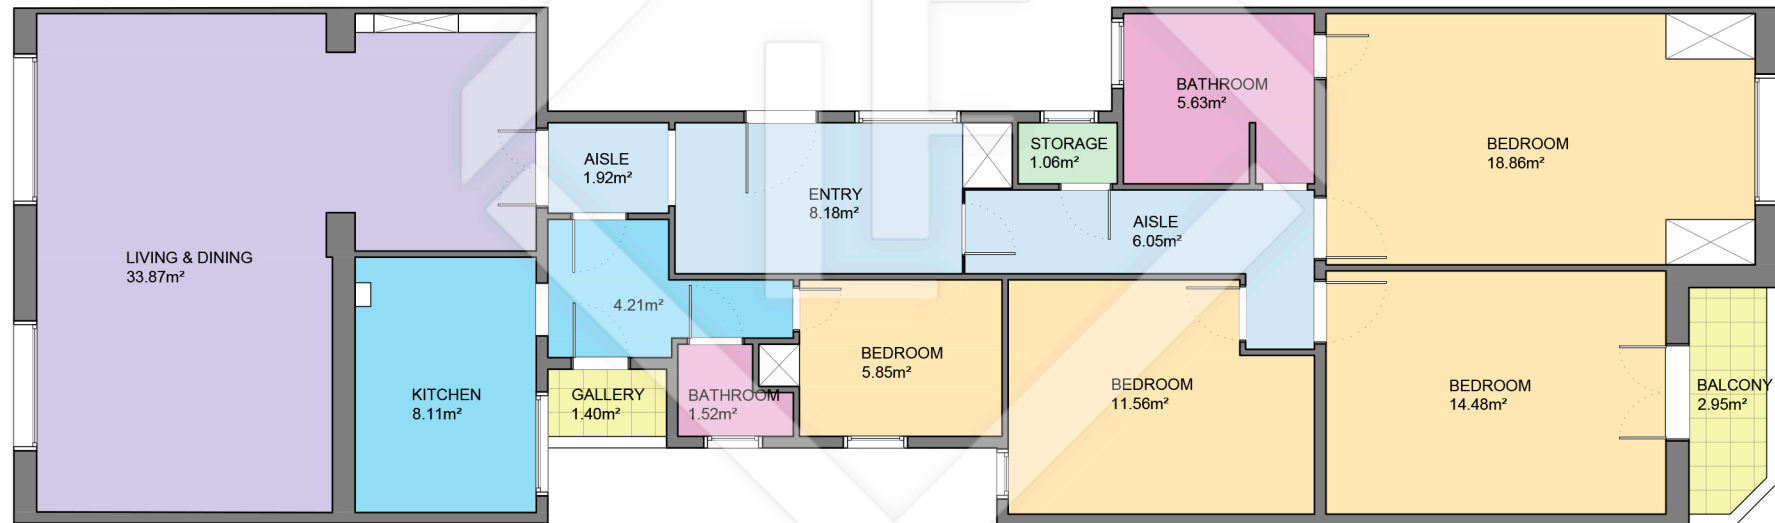 LIVING & DINING
33.87m²
KITCHEN
8.11m²
AISLE
1.92m²
4.21m²
GALLERY
1.40m²
BATHROOM
1.52m²
ENTRY
8.18m²
BEDROOM
5.85m²
STORAGE
1.06m²
AISLE
6.05m²
BATHROOM
5.63m²
BEDROOM
11.56m²
BEDROOM
18.86m²
BEDROOM
14.48m²
BALCONY
2.95m²